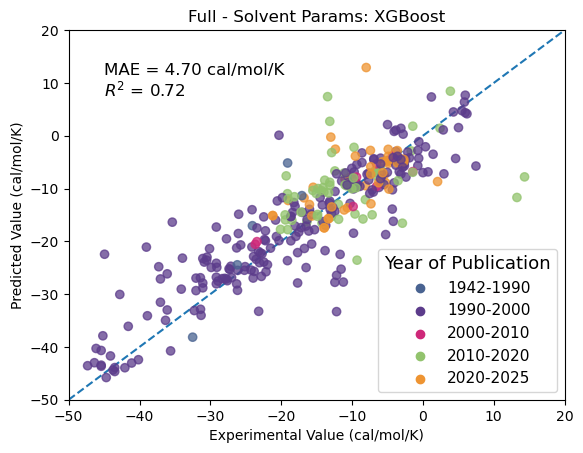 Full - Solvent Params: XGBoost
20
10
0
−10
−20
−30
−40
−50
Predicted Value (cal/mol/K)
MAE = 4.70 cal/mol/K
R² = 0.72
Year of Publication
1942-1990
1990-2000
2000-2010
2010-2020
2020-2025
−50 −40 −30 −20 −10 0 10 20
Experimental Value (cal/mol/K)